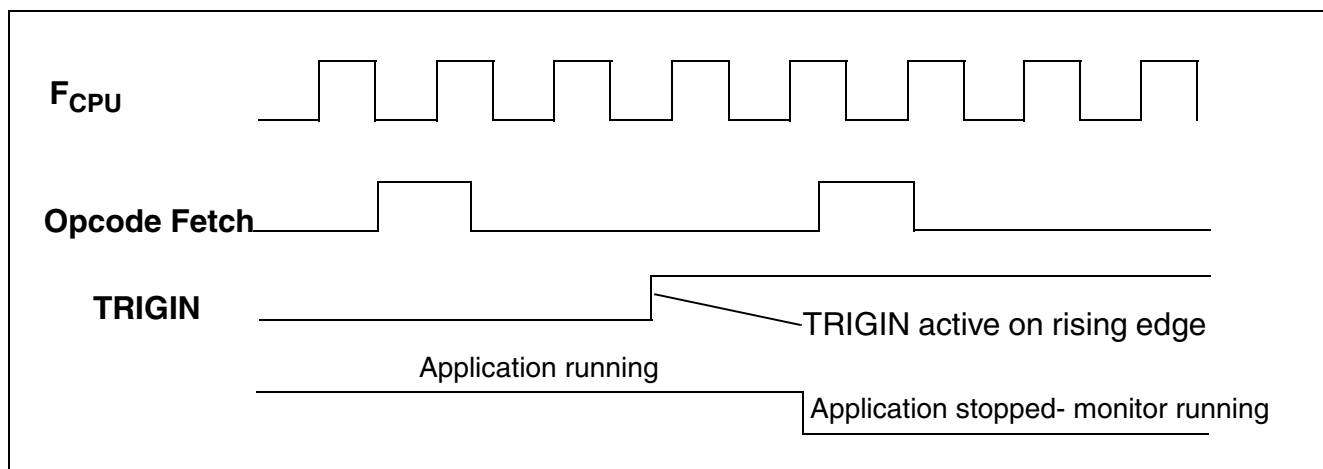 FCPU
Opcode Fetch
TRIGIN
TRIGIN active on rising edge
Application running
Application stopped- monitor running